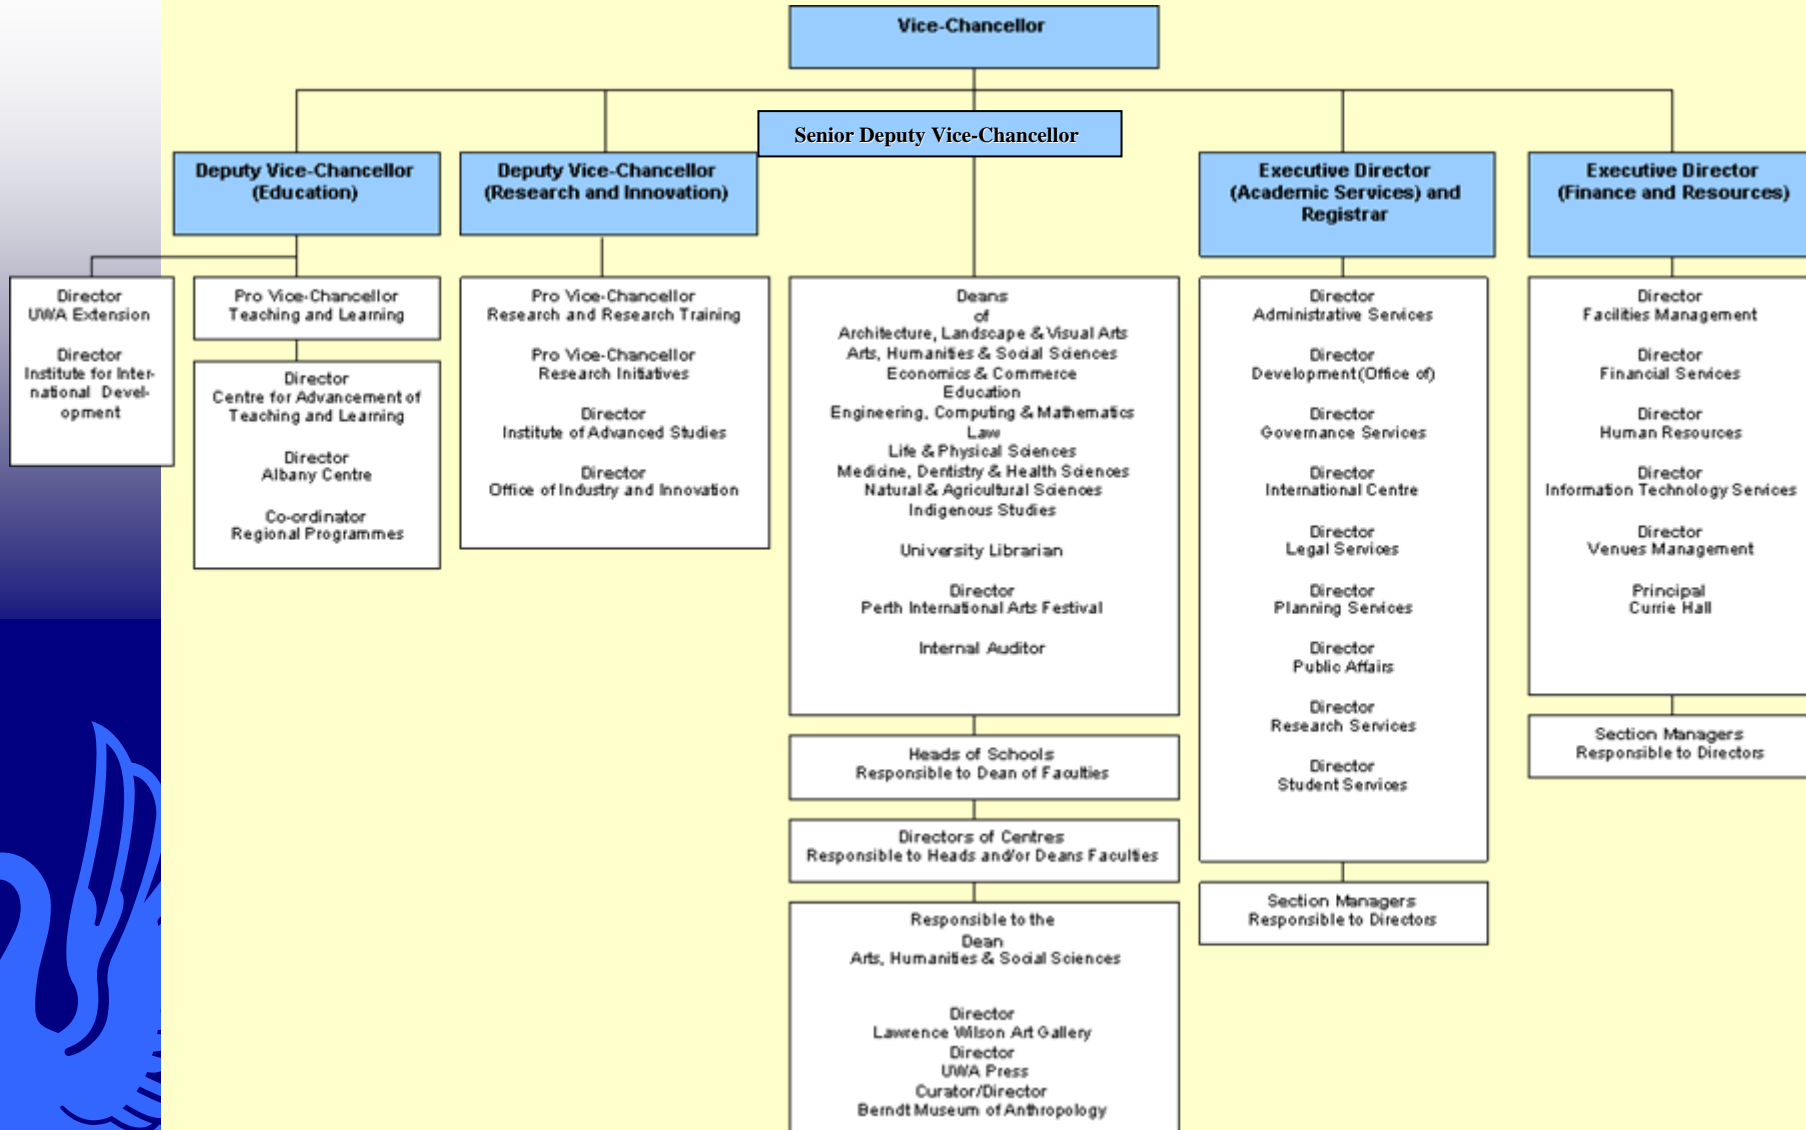 Vice-Chancellor
Senior Deputy Vice-Chancellor
Deputy Vice-Chancellor
(Education)
Deputy Vice-Chancellor
(Research and Innovation)
Executive Director
(Academic Services) and
Registrar
Executive Director
(Finance and Resources)
Director
UWA Extension
Director
Institute for Inter-
national Devel-
opment
Pro Vice-Chancellor
Teaching and Learning
Director
Centre for Advancement of
Teaching and Learning
Director
Albany Centre
Co-ordinator
Regional Programmes
Pro Vice-Chancellor
Research and Research Training
Pro Vice-Chancellor
Research Initiatives
Director
Institute of Advanced Studies
Director
Office of Industry and Innovation
Deans
of
Architecture, Landscape & Visual Arts
Arts, Humanities & Social Sciences
Economics & Commerce
Education
Engineering, Computing & Mathematics
Law
Life & Physical Sciences
Medicine, Dentistry & Health Sciences
Natural & Agricultural Sciences
Indigenous Studies
University Librarian
Director
Perth International Arts Festival
Internal Auditor
Heads of Schools
Responsible to Dean of Faculties
Directors of Centres
Responsible to Heads and/or Deans Faculties
Responsible to the
Dean
Arts, Humanities & Social Sciences
Director
Lawrence Wilson Art Gallery
Director
UWA Press
Curator/Director
Berndt Museum of Anthropology
Director
Administrative Services
Director
Development(Office of)
Director
Governance Services
Director
International Centre
Director
Legal Services
Director
Planning Services
Director
Public Affairs
Director
Research Services
Director
Student Services
Section Managers
Responsible to Directors
Director
Facilities Management
Director
Financial Services
Director
Human Resources
Director
Information Technology Services
Director
Venues Management
Principal
Currie Hall
Section Managers
Responsible to Directors